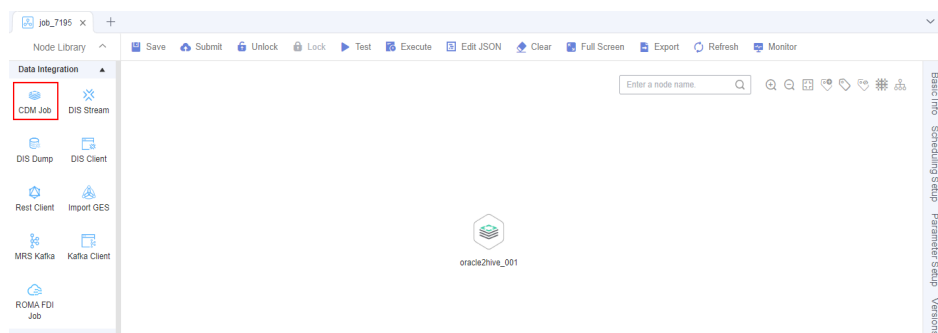 job_7195 × +
Node Library
Save Submit Unlock Lock Test Execute Edit JSON Clear Full Screen Export Refresh Monitor
Data Integration
Enter a node name.
CDM Job DIS Stream
DIS Dump DIS Client
Rest Client Import GES
MRS Kafka Kafka Client
ROMA FDI
Job
oracle2hive_001
Basic Info
Scheduling Setup
Parameter Setup
Versions